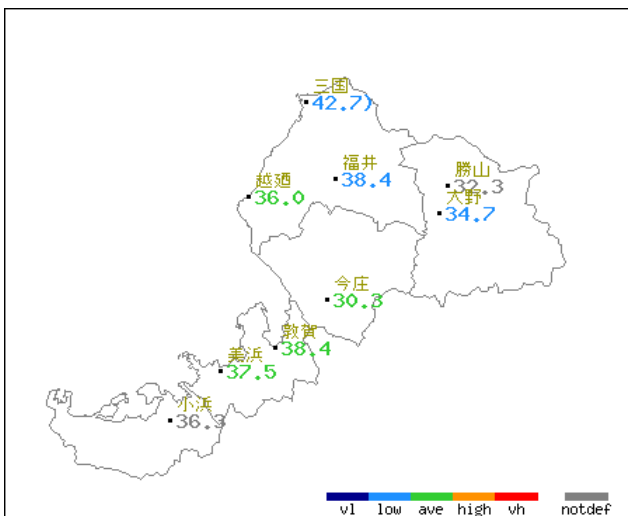 三国
42.7)
福井
38.4
勝山
32.3
越廼
36.0
大野
34.7
今庄
30.3
敦賀
38.4
美浜
37.5
小浜
36.3
vl low ave high vh notdef